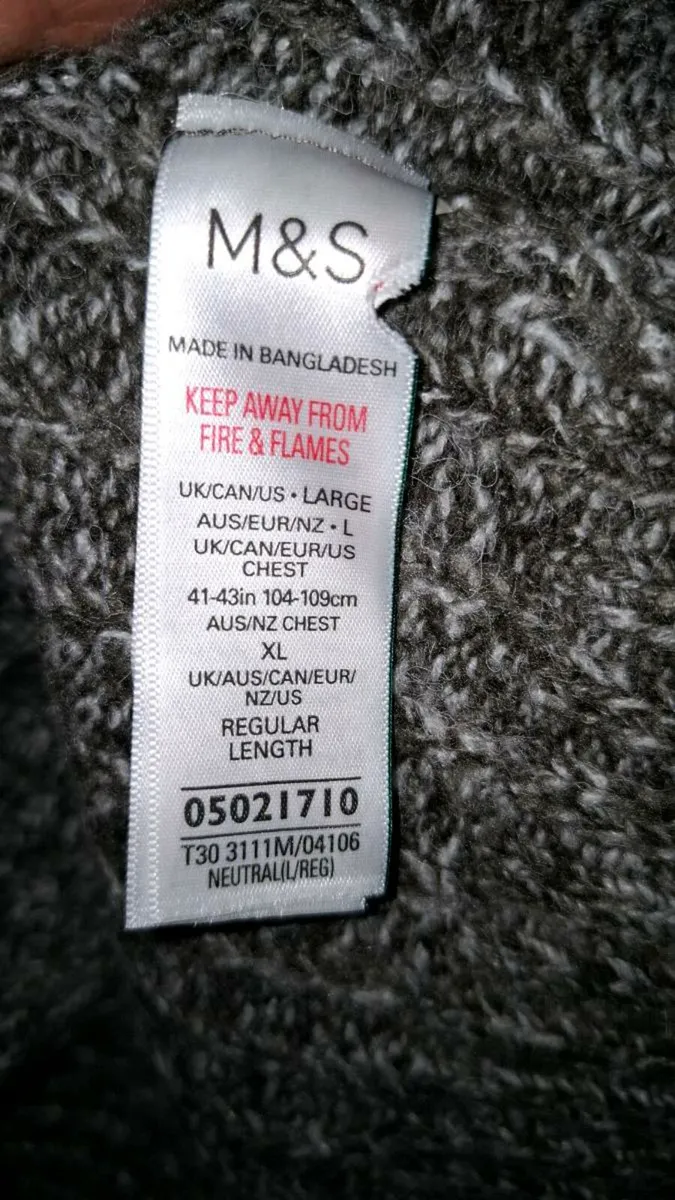 M&S
MADE IN BANGLADESH
KEEP AWAY FROM
FIRE & FLAMES
UK/CAN/US • LARGE
AUS/EUR/NZ • L
UK/CAN/EUR/US
CHEST
41-43in 104-109cm
AUS/NZ CHEST
XL
UK/AUS/CAN/EUR/
NZ/US
REGULAR
LENGTH
05021710
T30 3111M/04106
NEUTRAL(L/REG)